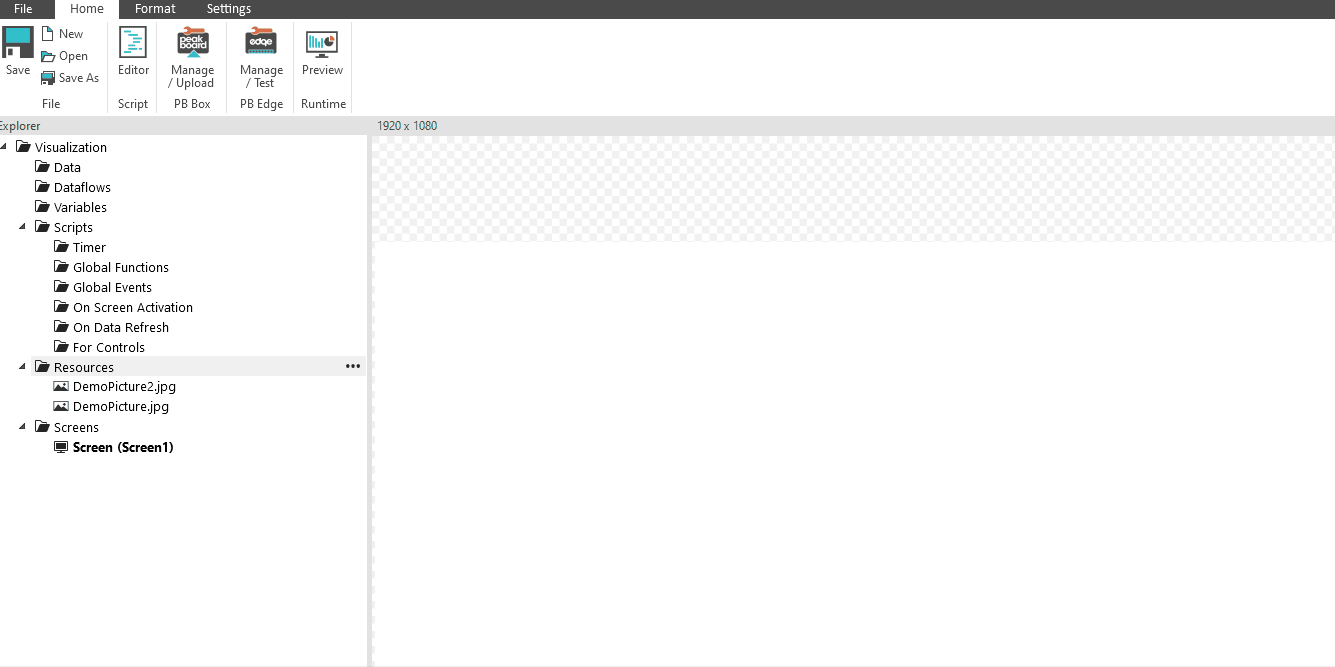 File Home Format Settings
Save
New
Open
Save As
File
Editor
Script
peak
board
Manage
/ Upload
PB Box
edge
Manage
/ Test
PB Edge
Preview
Runtime
Explorer
1920 x 1080
Visualization
Data
Dataflows
Variables
Scripts
Timer
Global Functions
Global Events
On Screen Activation
On Data Refresh
For Controls
Resources •••
DemoPicture2.jpg
DemoPicture.jpg
Screens
Screen (Screen1)